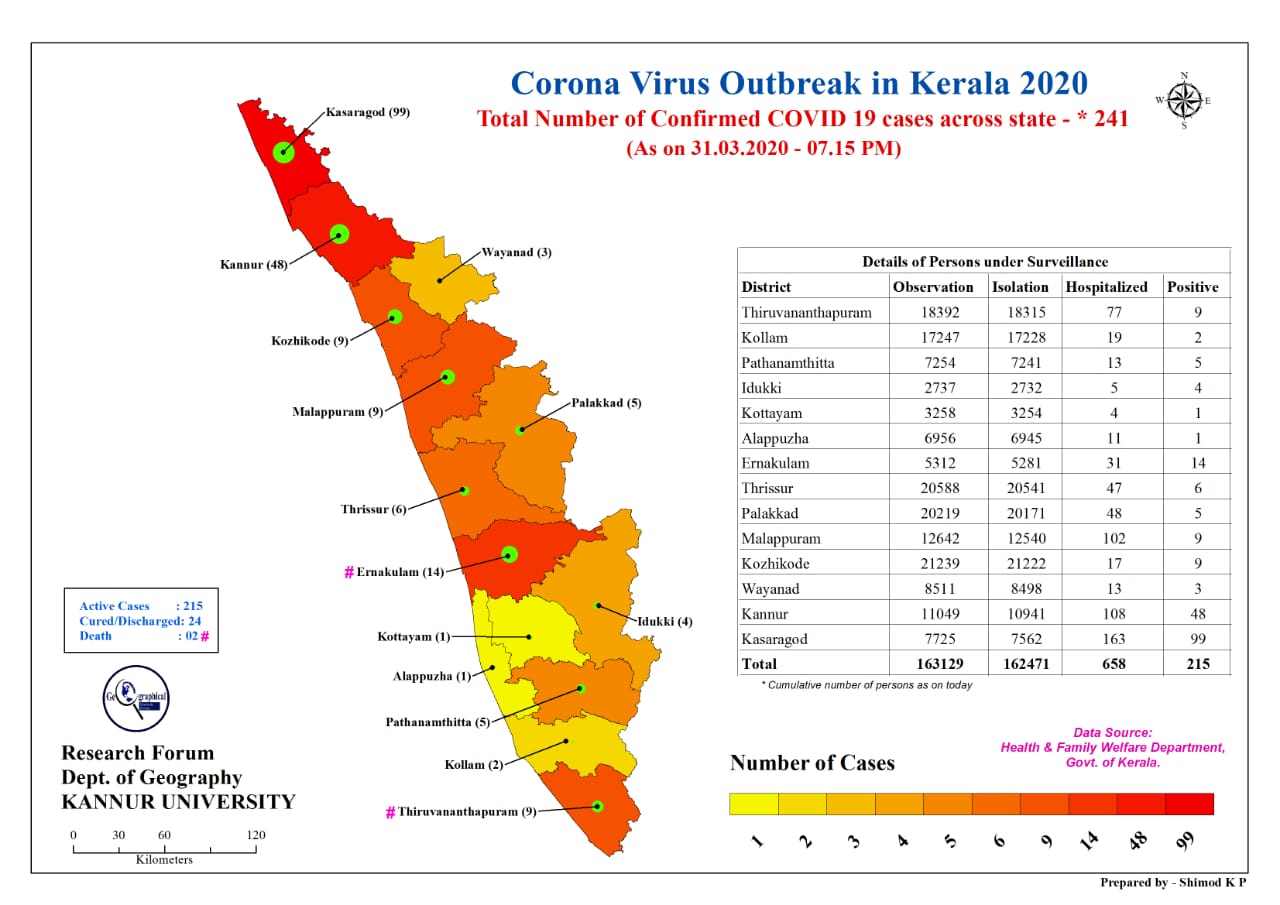 Corona Virus Outbreak in Kerala 2020
Total Number of Confirmed COVID 19 cases across state - * 241
(As on 31.03.2020 - 07.15 PM)
N
W E
S
Kasaragod (99)
Kannur (48)
Wayanad (3)
Kozhikode (9)
Malappuram (9)
Palakkad (5)
Thrissur (6)
# Ernakulam (14)
Idukki (4)
Kottayam (1)
Alappuzha (1)
Pathanamthitta (5)
Kollam (2)
# Thiruvananthapuram (9)
Details of Persons under Surveillance
District Observation Isolation Hospitalized Positive
Thiruvananthapuram 18392 18315 77 9
Kollam 17247 17228 19 2
Pathanamthitta 7254 7241 13 5
Idukki 2737 2732 5 4
Kottayam 3258 3254 4 1
Alappuzha 6956 6945 11 1
Ernakulam 5312 5281 31 14
Thrissur 20588 20541 47 6
Palakkad 20219 20171 48 5
Malappuram 12642 12540 102 9
Kozhikode 21239 21222 17 9
Wayanad 8511 8498 13 3
Kannur 11049 10941 108 48
Kasaragod 7725 7562 163 99
Total 163129 162471 658 215
* Cumulative number of persons as on today
Active Cases : 215
Cured/Discharged: 24
Death : 02 #
Ge graphical
Research Forum
Dept. of Geography
KANNUR UNIVERSITY
0 30 60 120
Kilometers
Data Source:
Health & Family Welfare Department,
Govt. of Kerala.
Number of Cases
1 2 3 4 5 6 9 14 48 99
Prepared by - Shimod K P